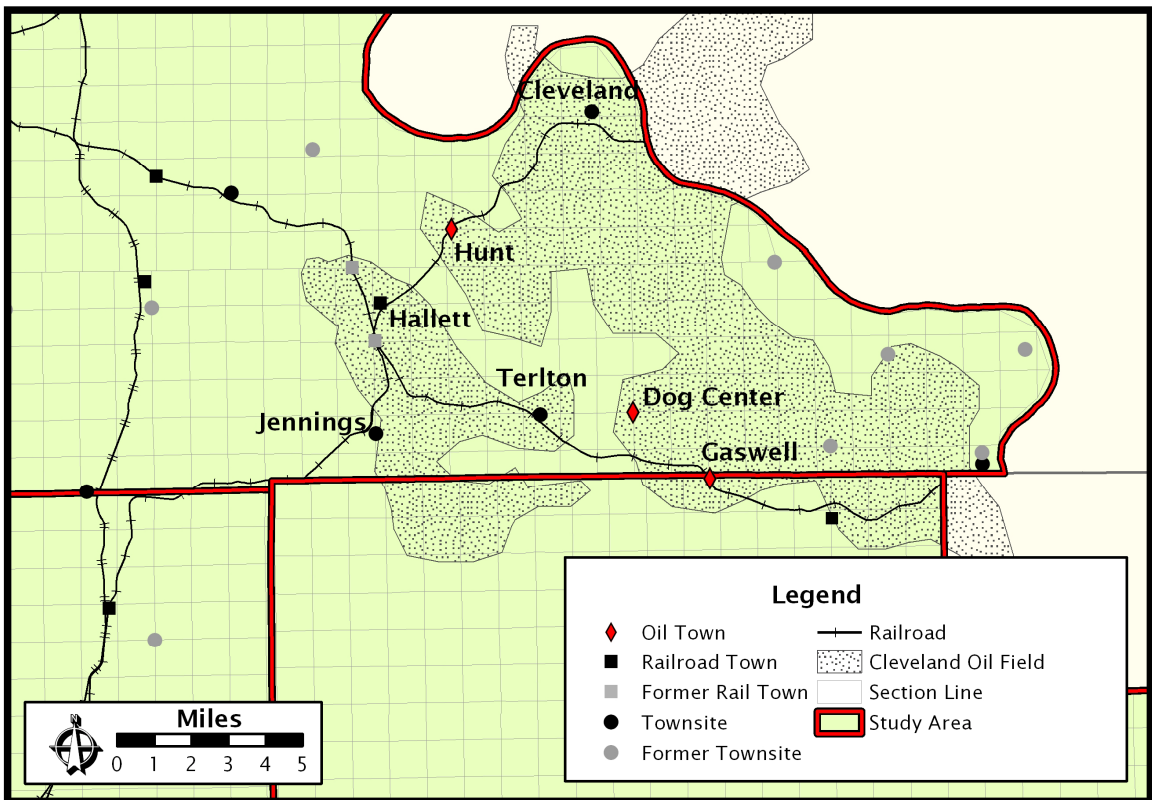 Cleveland
Hunt
Hallett
Terlton
Dog Center
Jennings
Gaswell
Legend
Oil Town
Railroad Town
Former Rail Town
Townsite
Former Townsite
Railroad
Cleveland Oil Field
Section Line
Study Area
N
Miles
0 1 2 3 4 5